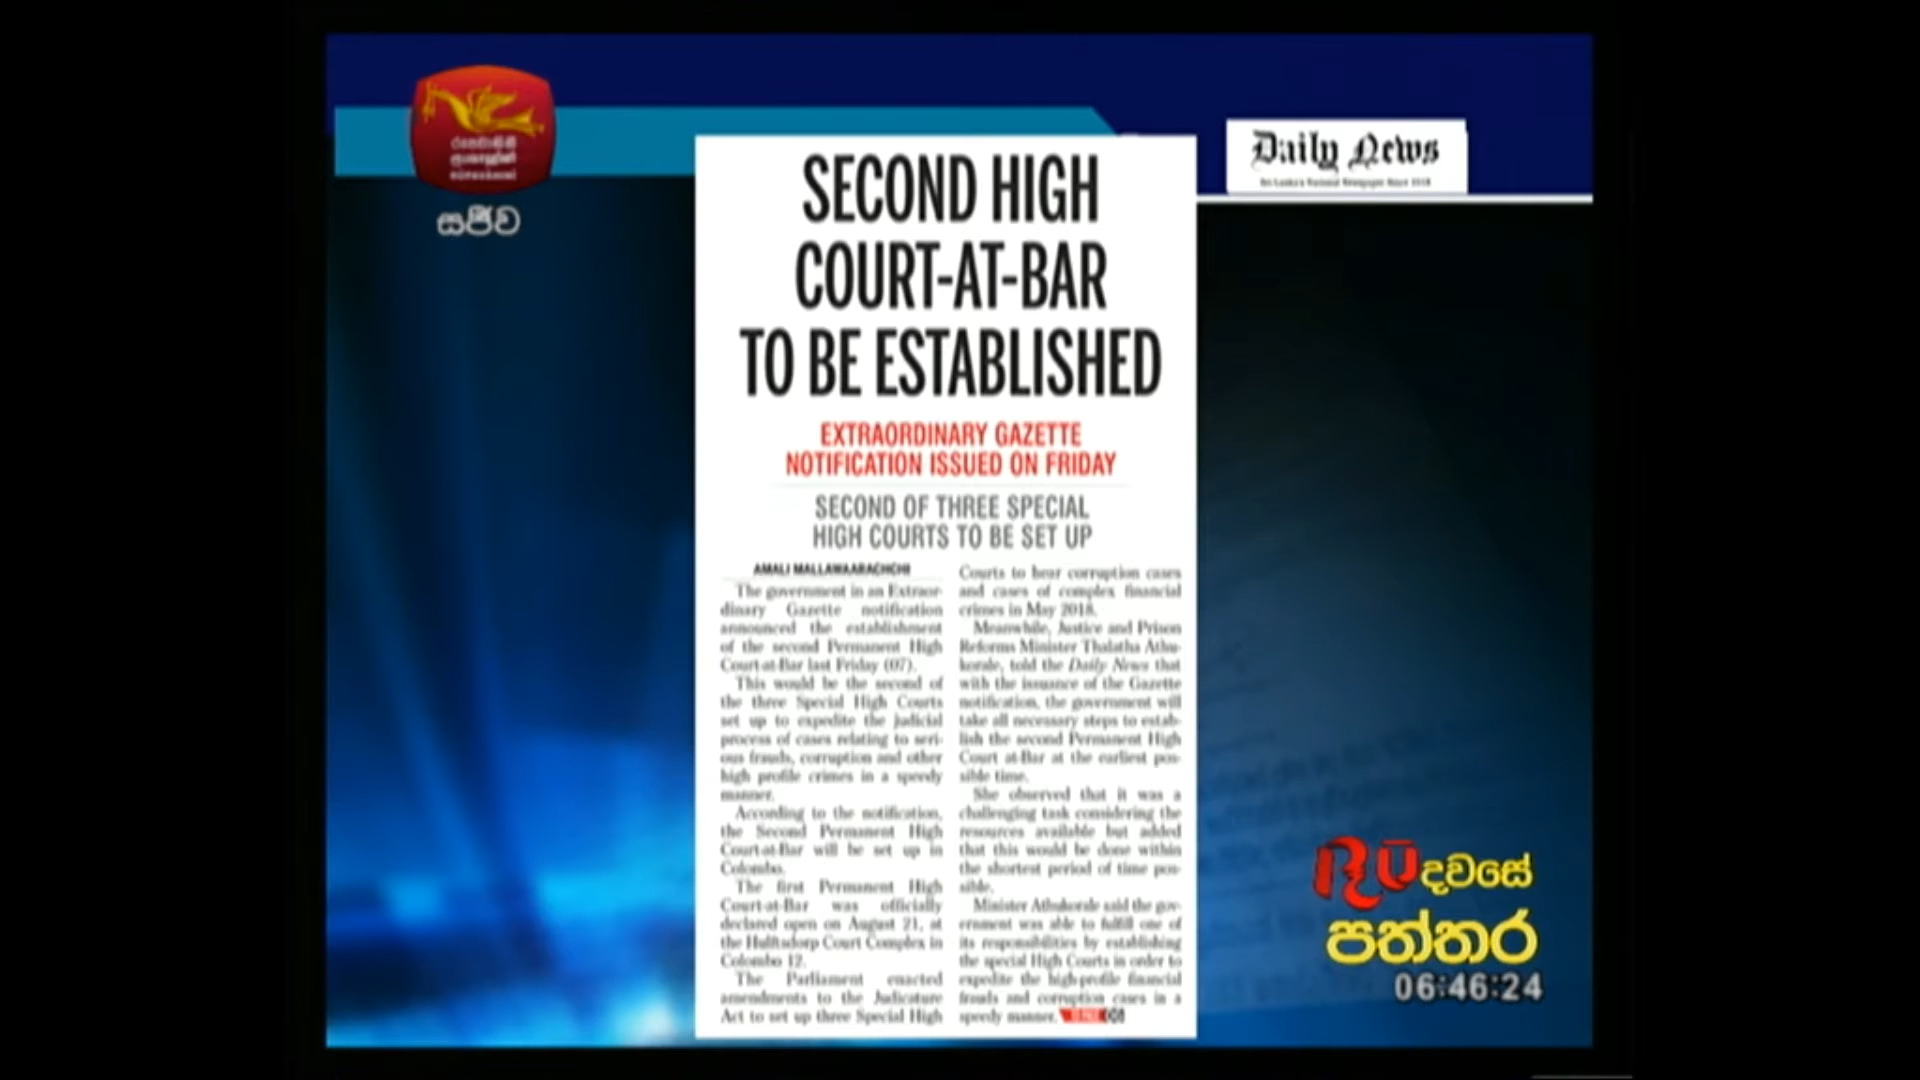 රූපවාහිනී
සජීව
Daily News
Sri Lanka's National Newspaper Since 1918
SECOND HIGH
COURT-AT-BAR
TO BE ESTABLISHED
EXTRAORDINARY GAZETTE
NOTIFICATION ISSUED ON FRIDAY
SECOND OF THREE SPECIAL
HIGH COURTS TO BE SET UP
AMALI MALLAWAARACHCHI
The government in an Extraor-
dinary Gazette notification
announced the establishment
of the second Permanent High
Court-at-Bar last Friday (07).
This would be the second of
the three Special High Courts
set up to expedite the judicial
process of cases relating to seri-
ous frauds, corruption and other
high profile crimes in a speedy
manner.
According to the notification,
the Second Permanent High
Court-at-Bar will be set up in
Colombo.
The first Permanent High
Court-at-Bar was officially
declared open on August 21, at
the Hulftsdorp Court Complex in
Colombo 12.
The Parliament enacted
amendments to the Judicature
Act to set up three Special High
Courts to hear corruption cases
and cases of complex financial
crimes in May 2018.
Meanwhile, Justice and Prison
Reforms Minister Thalatha Athu-
korale, told the Daily News that
with the issuance of the Gazette
notification, the government will
take all necessary steps to estab-
lish the second Permanent High
Court at-Bar at the earliest pos-
sible time.
She observed that it was a
challenging task considering the
resources available but added
that this would be done within
the shortest period of time pos-
sible.
Minister Athukorale said the gov-
ernment was able to fulfill one of
its responsibilities by establishing
the special High Courts in order to
expedite the high-profile financial
frauds and corruption cases in a
speedy manner.
දවසේ
පත්තර
06:46:24